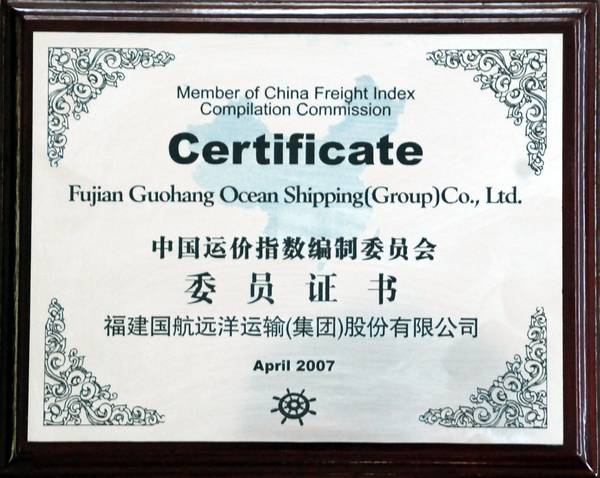 Member of China Freight Index
Compilation Commission
Certificate
Fujian Guohang Ocean Shipping(Group)Co., Ltd.
中国运价指数编制委员会
委员证书
福建国航远洋运输(集团)股份有限公司
April 2007